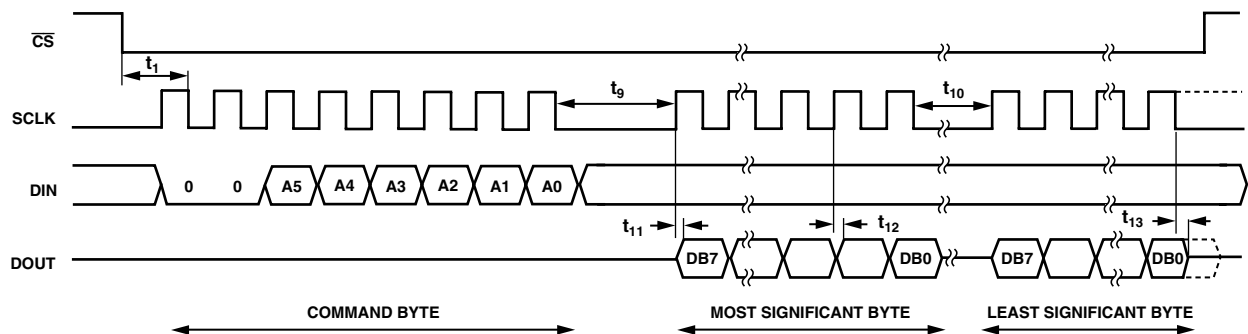 CS
t1
t9
t10
SCLK
DIN
0 0 A5 A4 A3 A2 A1 A0
t11
t12
t13
DOUT
DB7 DB0 DB7 DB0
COMMAND BYTE MOST SIGNIFICANT BYTE LEAST SIGNIFICANT BYTE